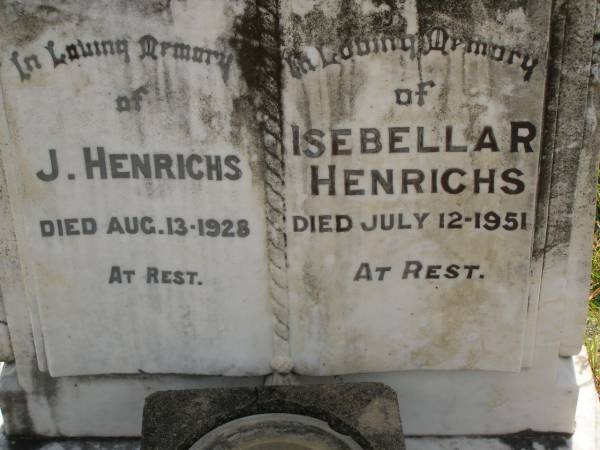 In Loving Memory
of
J. HENRICHS
DIED AUG. 13-1928
AT REST.
In Loving Memory
of
ISEBELLA R
HENRICHS
DIED JULY 12-1951
AT REST.